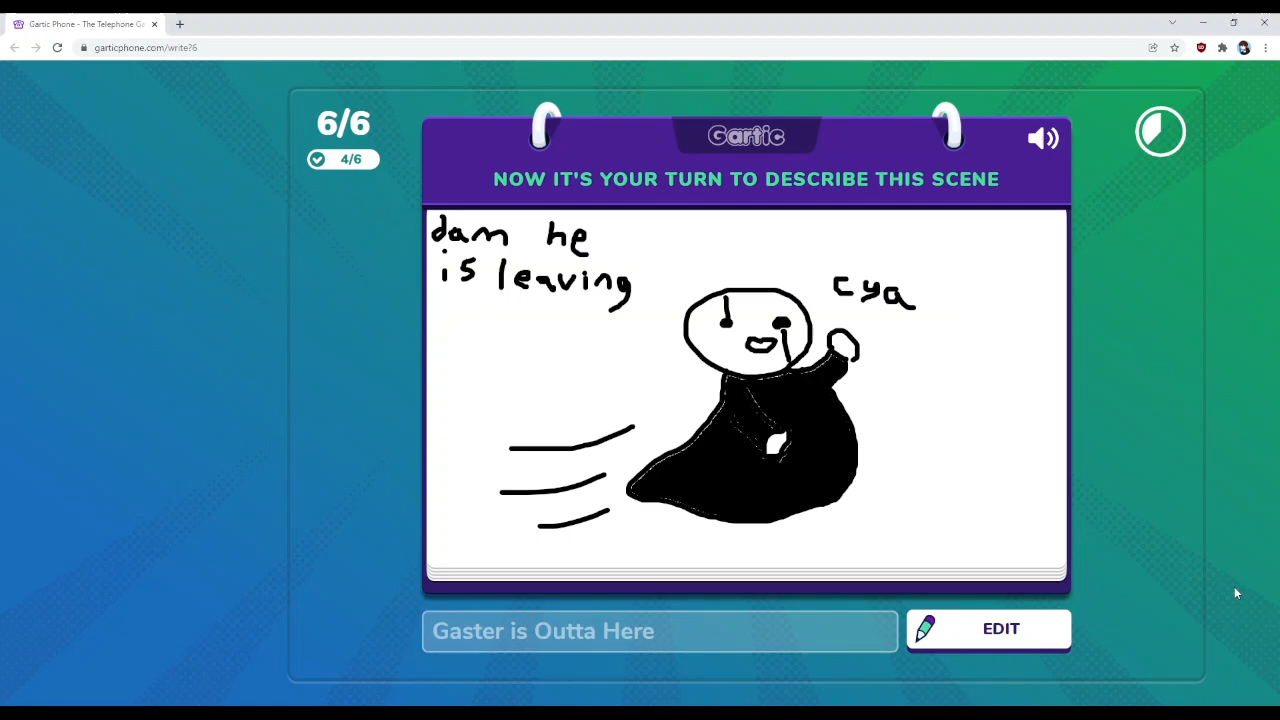 Gartic Phone - The Telephone Ga
garticphone.com/write?6
6/6
4/6
Gartic
NOW IT'S YOUR TURN TO DESCRIBE THIS SCENE
dam he
is leaving
cya
Gaster is Outta Here
EDIT